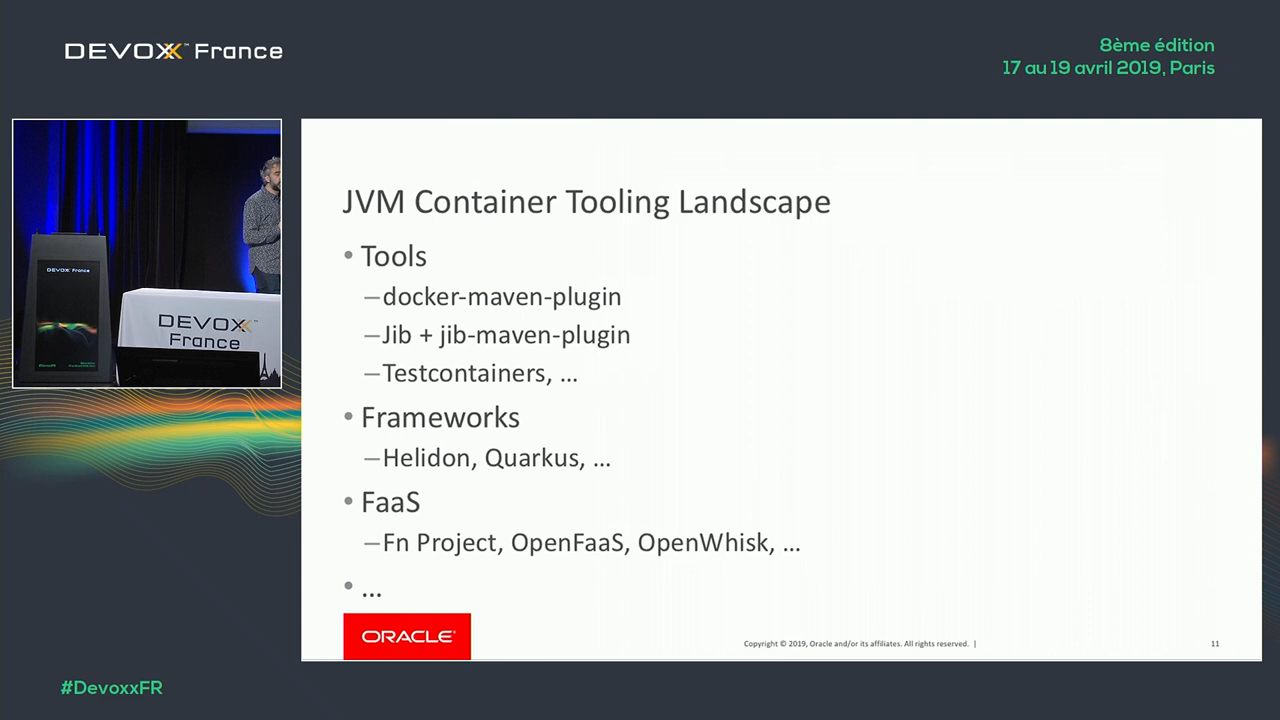 DEVOXX™ France
8ème édition
17 au 19 avril 2019, Paris
DEVOXX France
DEVOXX
France
JVM Container Tooling Landscape
• Tools
–docker-maven-plugin
–Jib + jib-maven-plugin
–Testcontainers, ...
• Frameworks
–Helidon, Quarkus, ...
• FaaS
–Fn Project, OpenFaaS, OpenWhisk, ...
• ...
ORACLE®
Copyright © 2019, Oracle and/or its affiliates. All rights reserved. |
11
#DevoxxFR